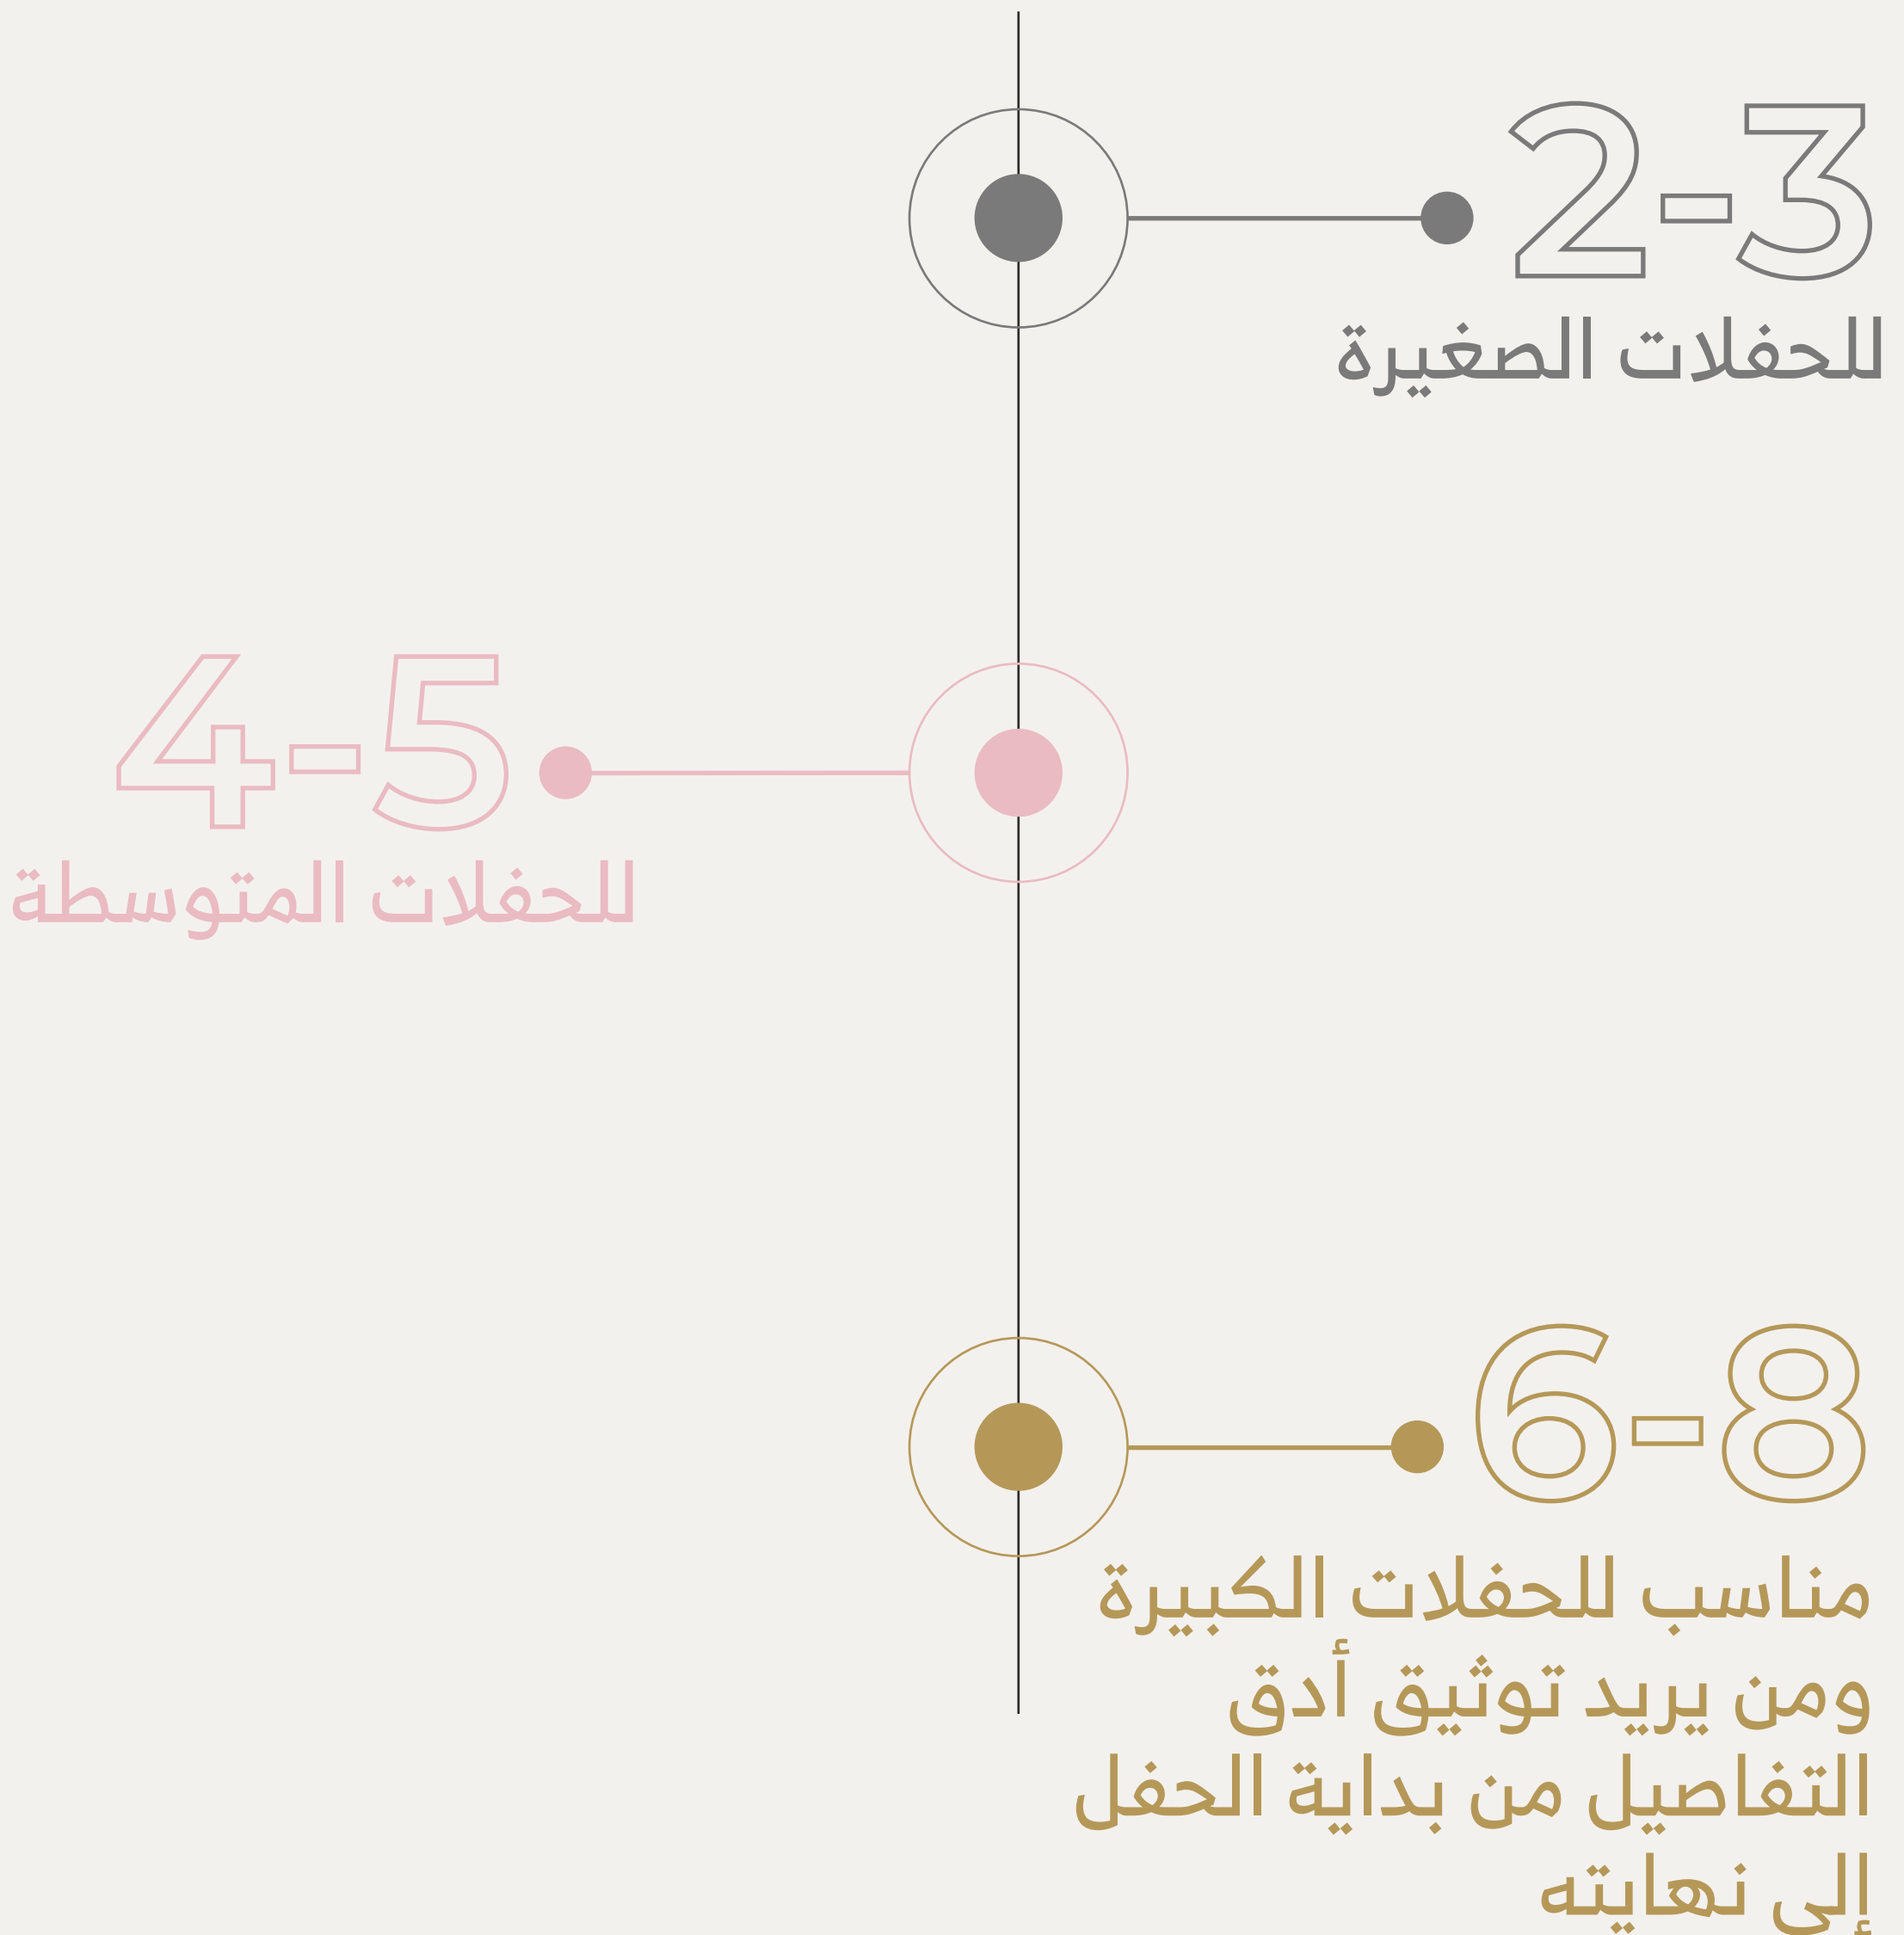 2-3
للحفلات الصغيرة
4-5
للحفلات المتوسطة
6-8
مناسب للحفلات الكبيرة
ومن يريد توثيق أدق
التفاصيل من بداية الحفل
إلى نهايته